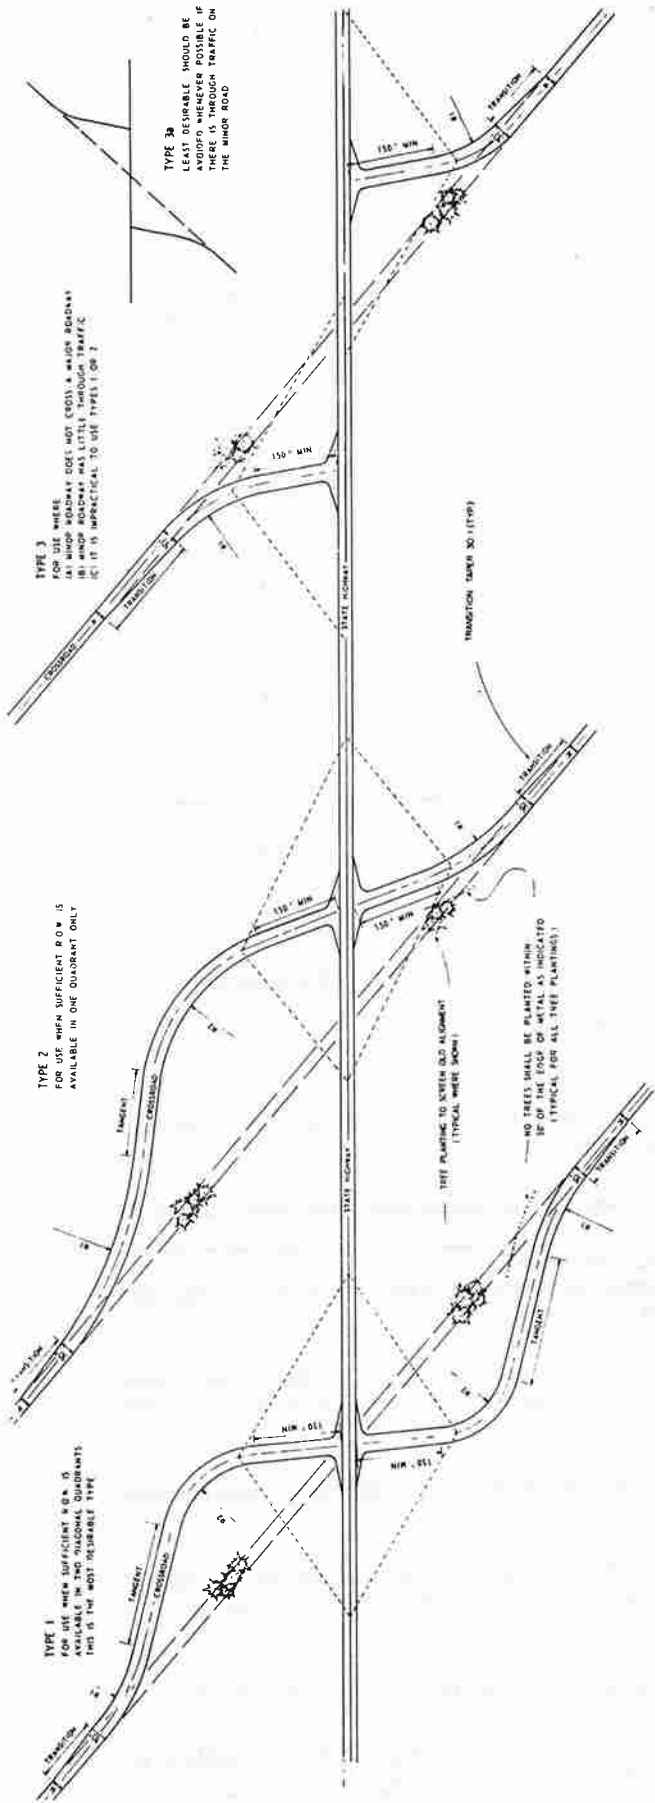 TYPE 1
FOR USE WHEN SUFFICIENT R.O.W. IS
AVAILABLE IN TWO DIAGONAL QUADRANTS
THIS IS THE MOST DESIRABLE TYPE
TRANSITION
TANGENT
CROSSROAD
150' MIN
150' MIN
TANGENT
TRANSITION
TYPE 2
FOR USE WHEN SUFFICIENT R O W IS
AVAILABLE IN ONE QUADRANT ONLY
TANGENT
CROSSROAD
150' MIN
150' MIN
TRANSITION
STATE HIGHWAY
TREE PLANTING TO SCREEN OLD ALIGNMENT
(TYPICAL WHERE SHOWN)
NO TREES SHALL BE PLANTED WITHIN
OF THE EDGE OF METAL AS INDICATED
(TYPICAL FOR ALL TREE PLANTINGS)
TRANSITION TAPER 30:1 (TYP)
TYPE 3
FOR USE WHERE
(A) MINOR ROADWAY DOES NOT CROSS A MAJOR ROADWAY
(B) MINOR ROADWAY HAS LITTLE THROUGH TRAFFIC
(C) IT IS IMPRACTICAL TO USE TYPES 1 OR 2
CROSSROAD
TRANSITION
150' MIN
STATE HIGHWAY
150' MIN
TRANSITION
TYPE 3a
LEAST DESIRABLE SHOULD BE
AVOIDED WHENEVER POSSIBLE IF
THERE IS THROUGH TRAFFIC ON
THE MINOR ROAD